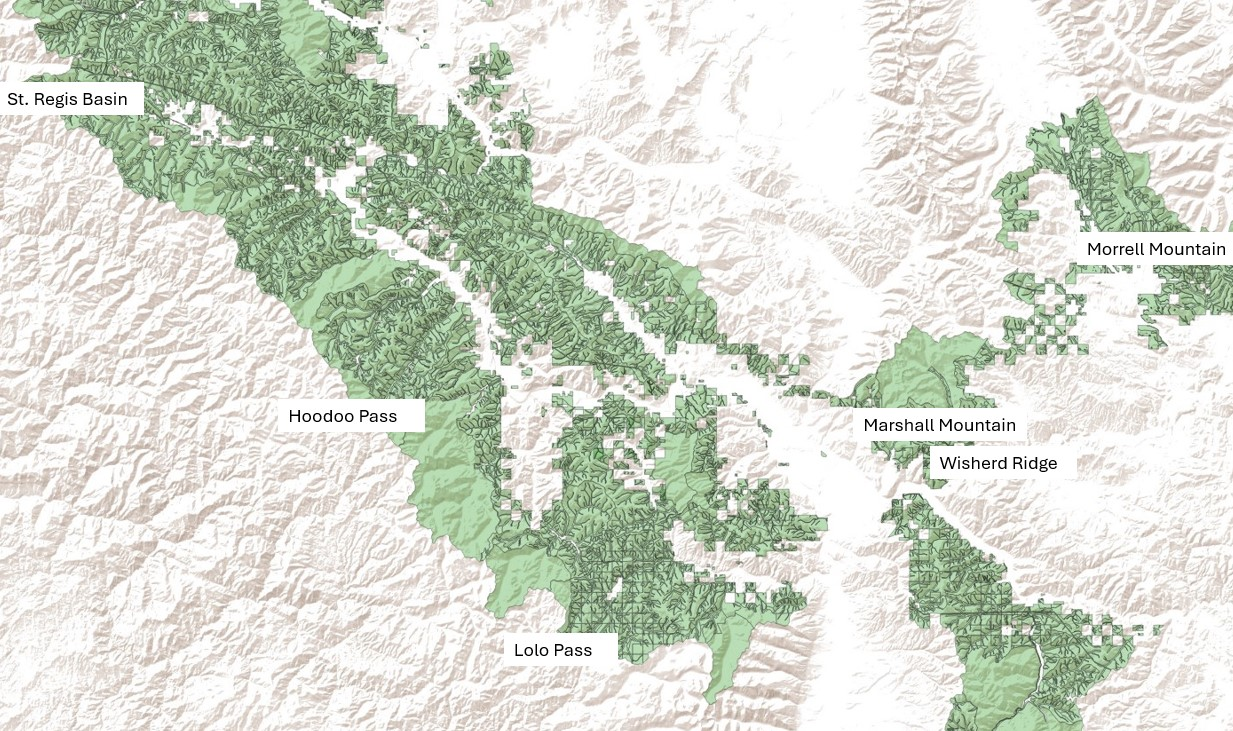 St. Regis Basin
Morrell Mountain
Hoodoo Pass
Marshall Mountain
Wisherd Ridge
Lolo Pass